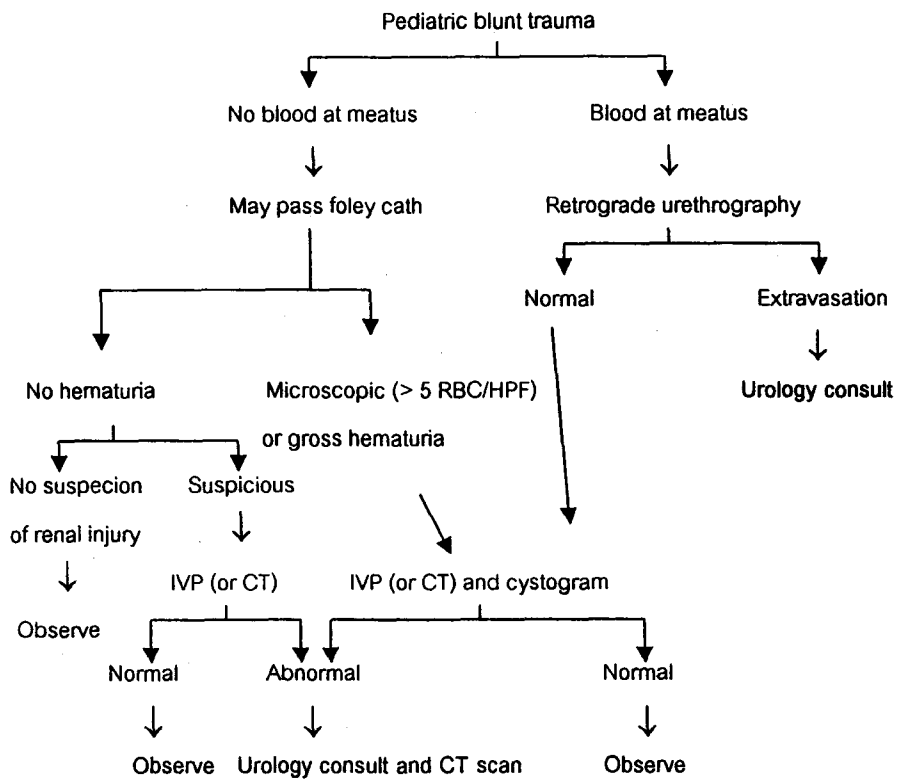 Pediatric blunt trauma
No blood at meatus
Blood at meatus
May pass foley cath
Retrograde urethrography
Normal
Extravasation
No hematuria
Microscopic (> 5 RBC/HPF)
or gross hematuria
Urology consult
No suspecion
of renal injury
Suspicious
IVP (or CT)
IVP (or CT) and cystogram
Observe
Normal
Abnormal
Normal
Observe
Urology consult and CT scan
Observe